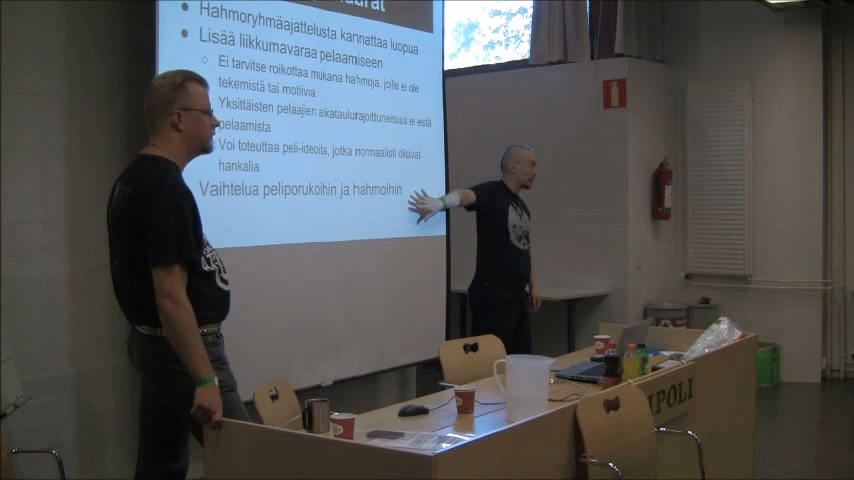 Hahmoryhmäajattelusta kannattaa luopua
Lisää liikkumavaraa pelaamiseen
Ei tarvitse roikottaa mukana hahmoja, joille ei ole
tekemistä tai motiivia
Yksittäisten pelaajien aikataulurajoittuneisuus ei estä
pelaamista
Voi toteuttaa peli-ideoita, jotka normaalisti olisivat
hankalia
Vaihtelua peliporukoihin ja hahmoihin
IPOLI